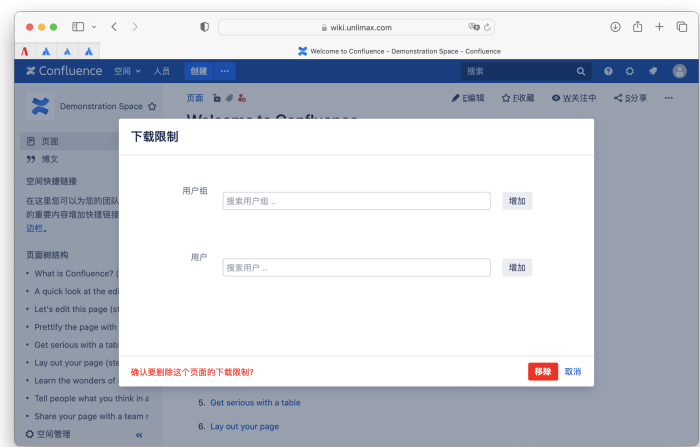 wiki.unlimax.com
Welcome to Confluence - Demonstration Space - Confluence
Confluence 空间 人员 创建 ··· 搜索
Demonstration Space
页面 E编辑 F收藏 W关注中 S分享 ···
Welcome to Confluence
下载限制
页面
博文
空间快捷链接
在这里您可以为您的团队
的重要内容增加快捷链接
边栏。
用户组 搜索用户组 .. 增加
用户 搜索用户 .. 增加
页面树结构
• What is Confluence? (
• A quick look at the edi
• Let's edit this page (st
• Prettify the page with
• Get serious with a tab
• Lay out your page (ste
• Learn the wonders of
• Tell people what you think in a
• Share your page with a team r
确认要删除这个页面的下载限制? 移除 取消
5. Get serious with a table
6. Lay out your page
空间管理 «